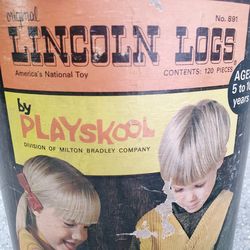 original
No. 891
LINCOLN LOGS
America's National Toy
CONTENTS: 120 PIECES
AGES
5 to
years
by
PLAYSKOOL
DIVISION OF MILTON BRADLEY COMPANY